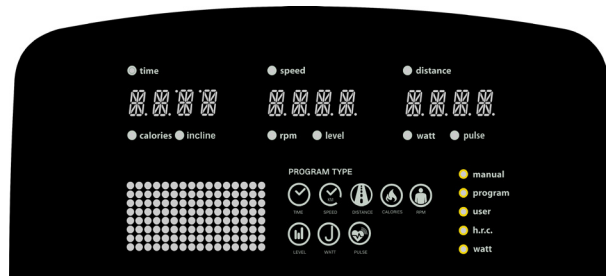 time speed distance
calories incline rpm level watt pulse
PROGRAM TYPE
manual
program
user
h.r.c.
watt
TIME SPEED DISTANCE CALORIES RPM
LEVEL WATT PULSE